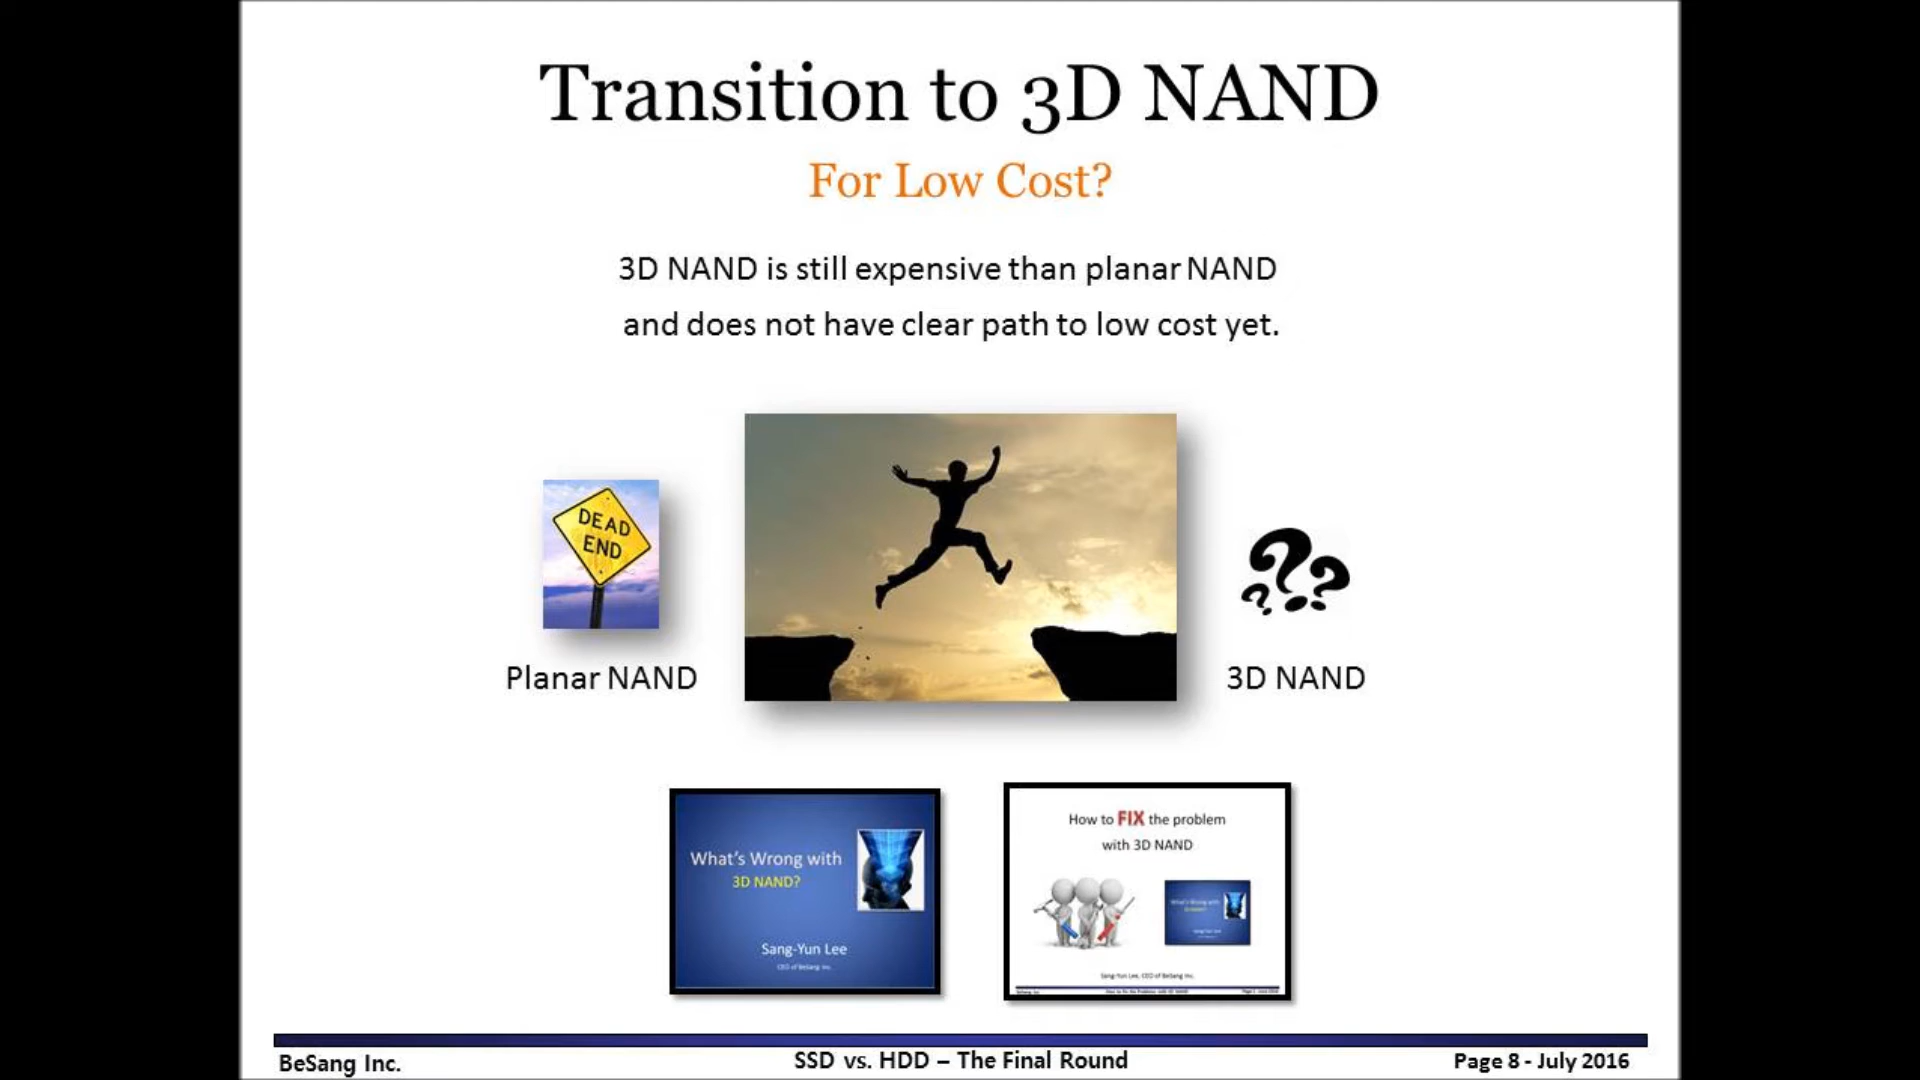 Transition to 3D NAND
For Low Cost?
3D NAND is still expensive than planar NAND
and does not have clear path to low cost yet.
DEAD
END
Planar NAND
3D NAND
What's Wrong with
3D NAND?
Sang-Yun Lee
CEO of BeSang Inc.
How to FIX the problem
with 3D NAND
What's Wrong with
Sang-Yun Lee, CEO of BeSang Inc.
BeSang Inc.
SSD vs. HDD – The Final Round
Page 8 - July 2016